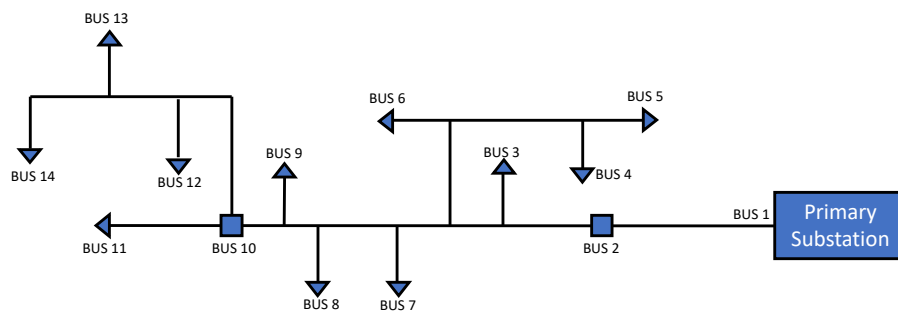 BUS 13
BUS 6
BUS 5
BUS 9
BUS 3
BUS 14
BUS 12
BUS 4
BUS 1
Primary
Substation
BUS 11
BUS 10
BUS 2
BUS 8
BUS 7